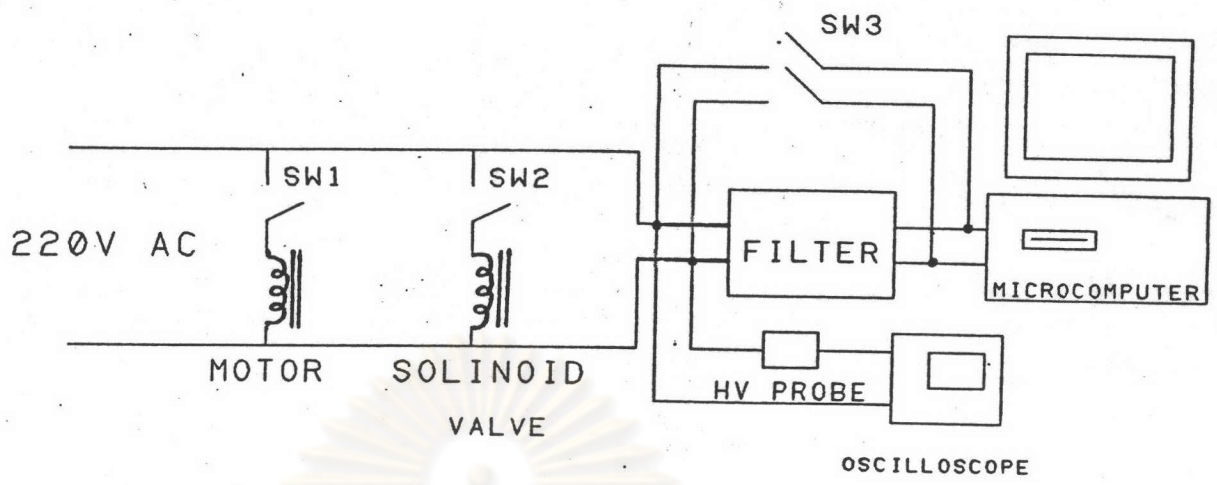 SW3
SW1
SW2
220V AC
FILTER
MICROCOMPUTER
MOTOR
SOLINOID
VALVE
HV PROBE
OSCILLOSCOPE